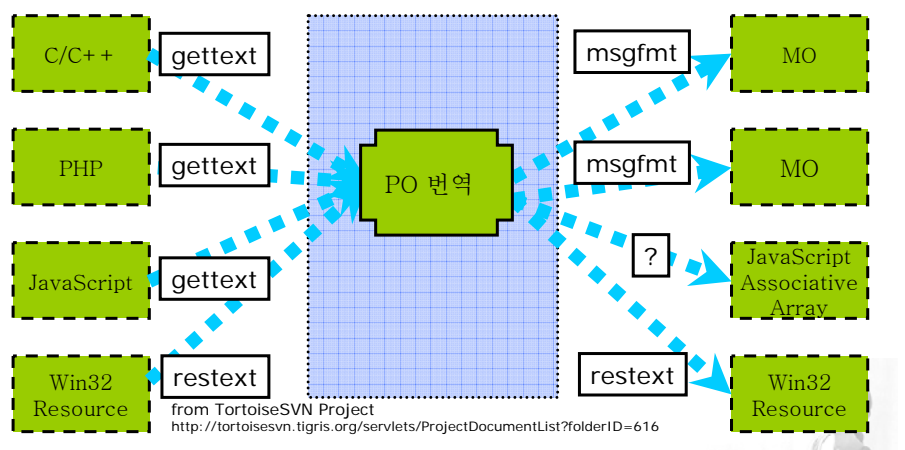 C/C++
gettext
msgfmt
MO
PHP
gettext
PO 번역
msgfmt
MO
JavaScript
gettext
?
JavaScript
Associative
Array
Win32
Resource
restext
restext
Win32
Resource
from TortoiseSVN Project
http://tortoisesvn.tigris.org/servlets/ProjectDocumentList?folderID=616